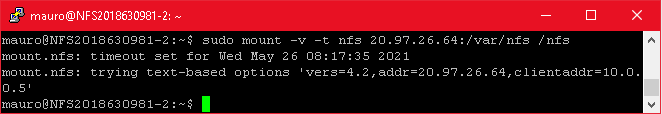 mauro@NFS2018630981-2: ~
mauro@NFS2018630981-2:~$ sudo mount -v -t nfs 20.97.26.64:/var/nfs /nfs
mount.nfs: timeout set for Wed May 26 08:17:35 2021
mount.nfs: trying text-based options 'vers=4.2,addr=20.97.26.64,clientaddr=10.0.
0.5'
mauro@NFS2018630981-2:~$